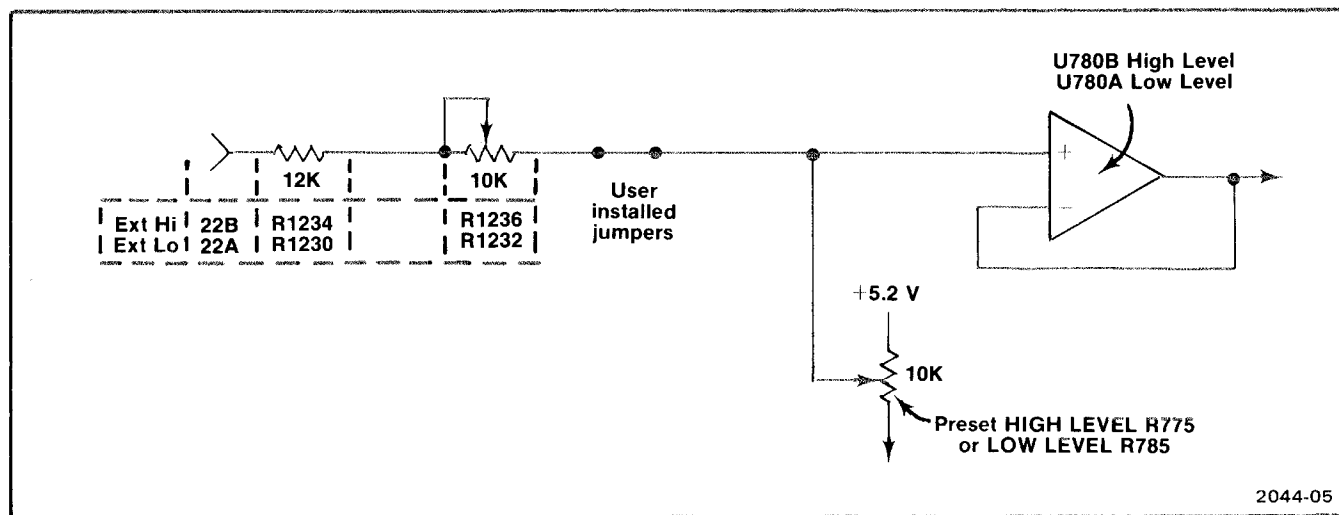 U780B High Level
U780A Low Level
+
−
12K
10K
User
installed
jumpers
Ext Hi 22B R1234 R1236
Ext Lo 22A R1230 R1232
+5.2 V
10K
Preset HIGH LEVEL R775
or LOW LEVEL R785
2044-05